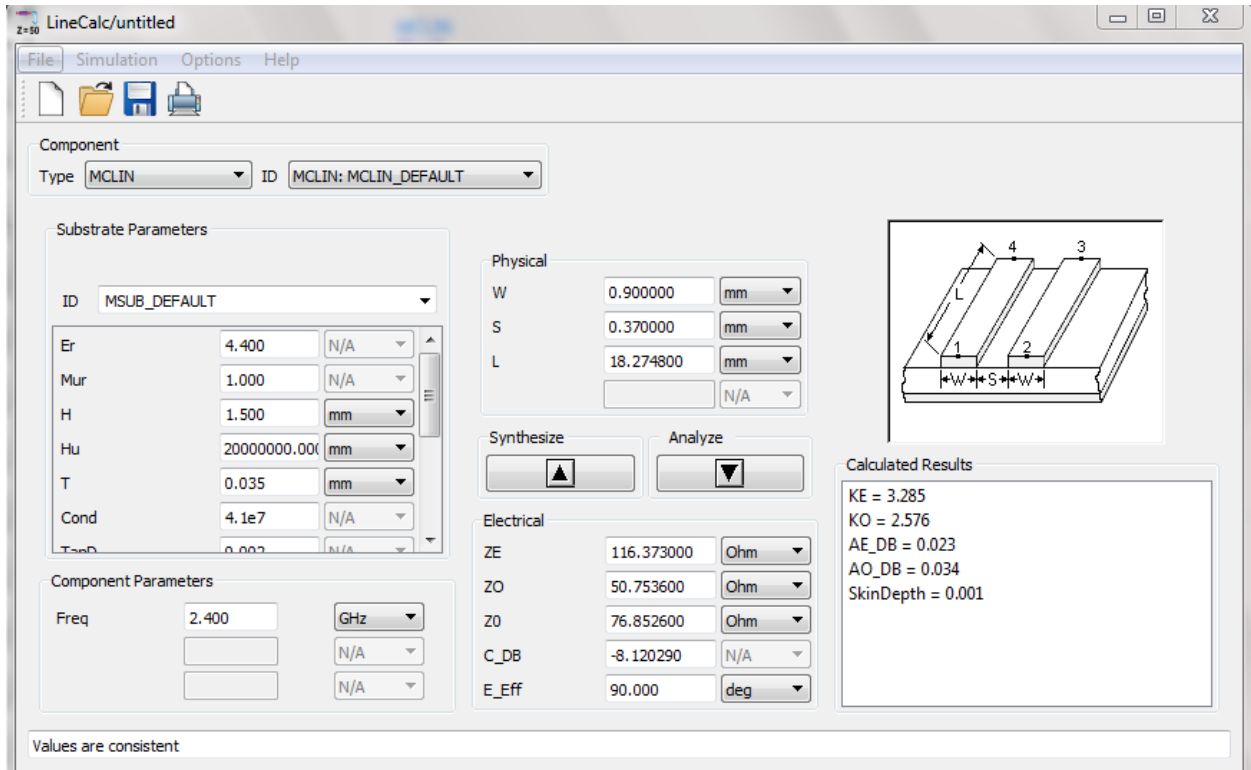 LineCalc/untitled
Z=50
File Simulation Options Help
Component
Type MCLIN ID MCLIN: MCLIN_DEFAULT
Substrate Parameters
ID MSUB_DEFAULT
Er 4.400 N/A
Mur 1.000 N/A
H 1.500 mm
Hu 20000000.00 mm
T 0.035 mm
Cond 4.1e7 N/A
TanD 0.002 N/A
Component Parameters
Freq 2.400 GHz
N/A
N/A
Physical
W 0.900000 mm
S 0.370000 mm
L 18.274800 mm
N/A
Synthesize Analyze
Electrical
ZE 116.373000 Ohm
ZO 50.753600 Ohm
Z0 76.852600 Ohm
C_DB -8.120290 N/A
E_Eff 90.000 deg
4 3
L
1 2
W S W
Calculated Results
KE = 3.285
KO = 2.576
AE_DB = 0.023
AO_DB = 0.034
SkinDepth = 0.001
Values are consistent